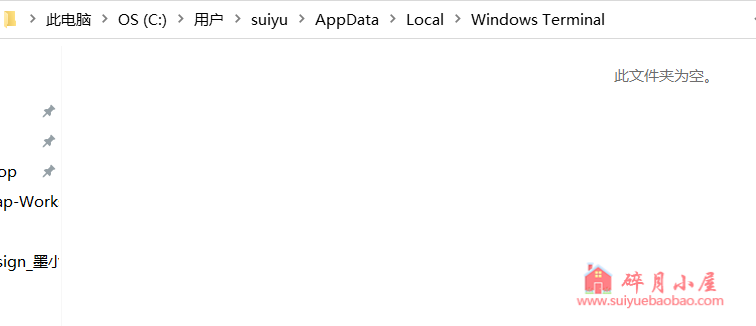 此电脑 > OS (C:) > 用户 > suiyu > AppData > Local > Windows Terminal
此文件夹为空。
op
ap-Work
sign_墨小
碎月小屋
www.suiyuebaobao.com